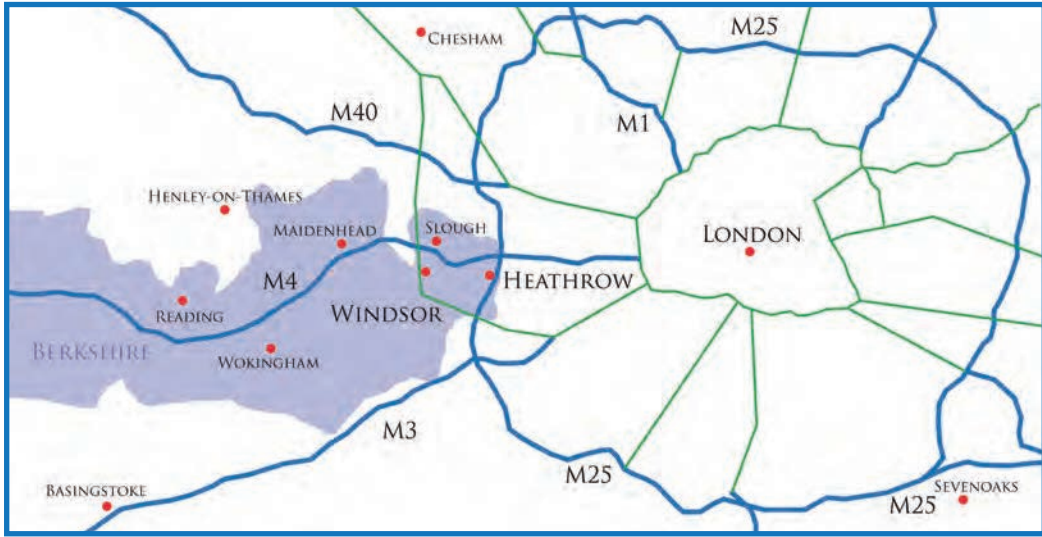 M25
CHESHAM
M40
M1
HENLEY-ON-THAMES
MAIDENHEAD
SLOUGH
LONDON
M4
HEATHROW
READING
WINDSOR
BERKSHIRE
WOKINGHAM
M3
M25
BASINGSTOKE
SEVENOAKS
M25